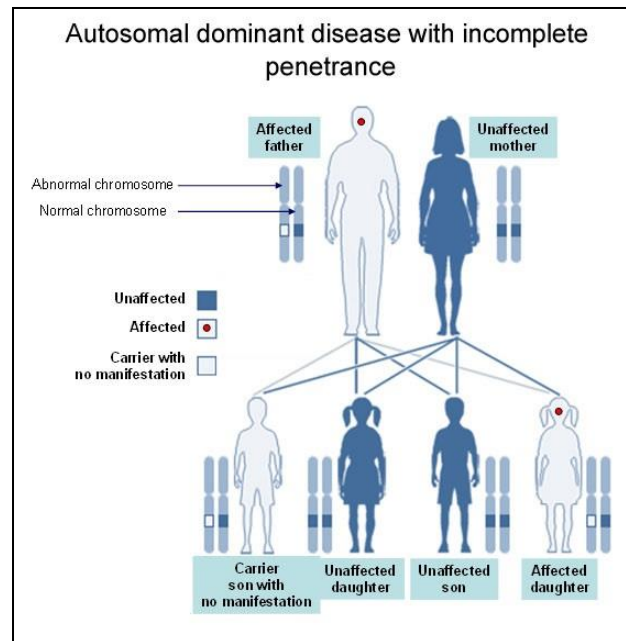 Autosomal dominant disease with incomplete
penetrance
Affected
father
Unaffected
mother
Abnormal chromosome
Normal chromosome
Unaffected
Affected
Carrier with
no manifestation
Carrier
son with
no manifestation
Unaffected
daughter
Unaffected
son
Affected
daughter